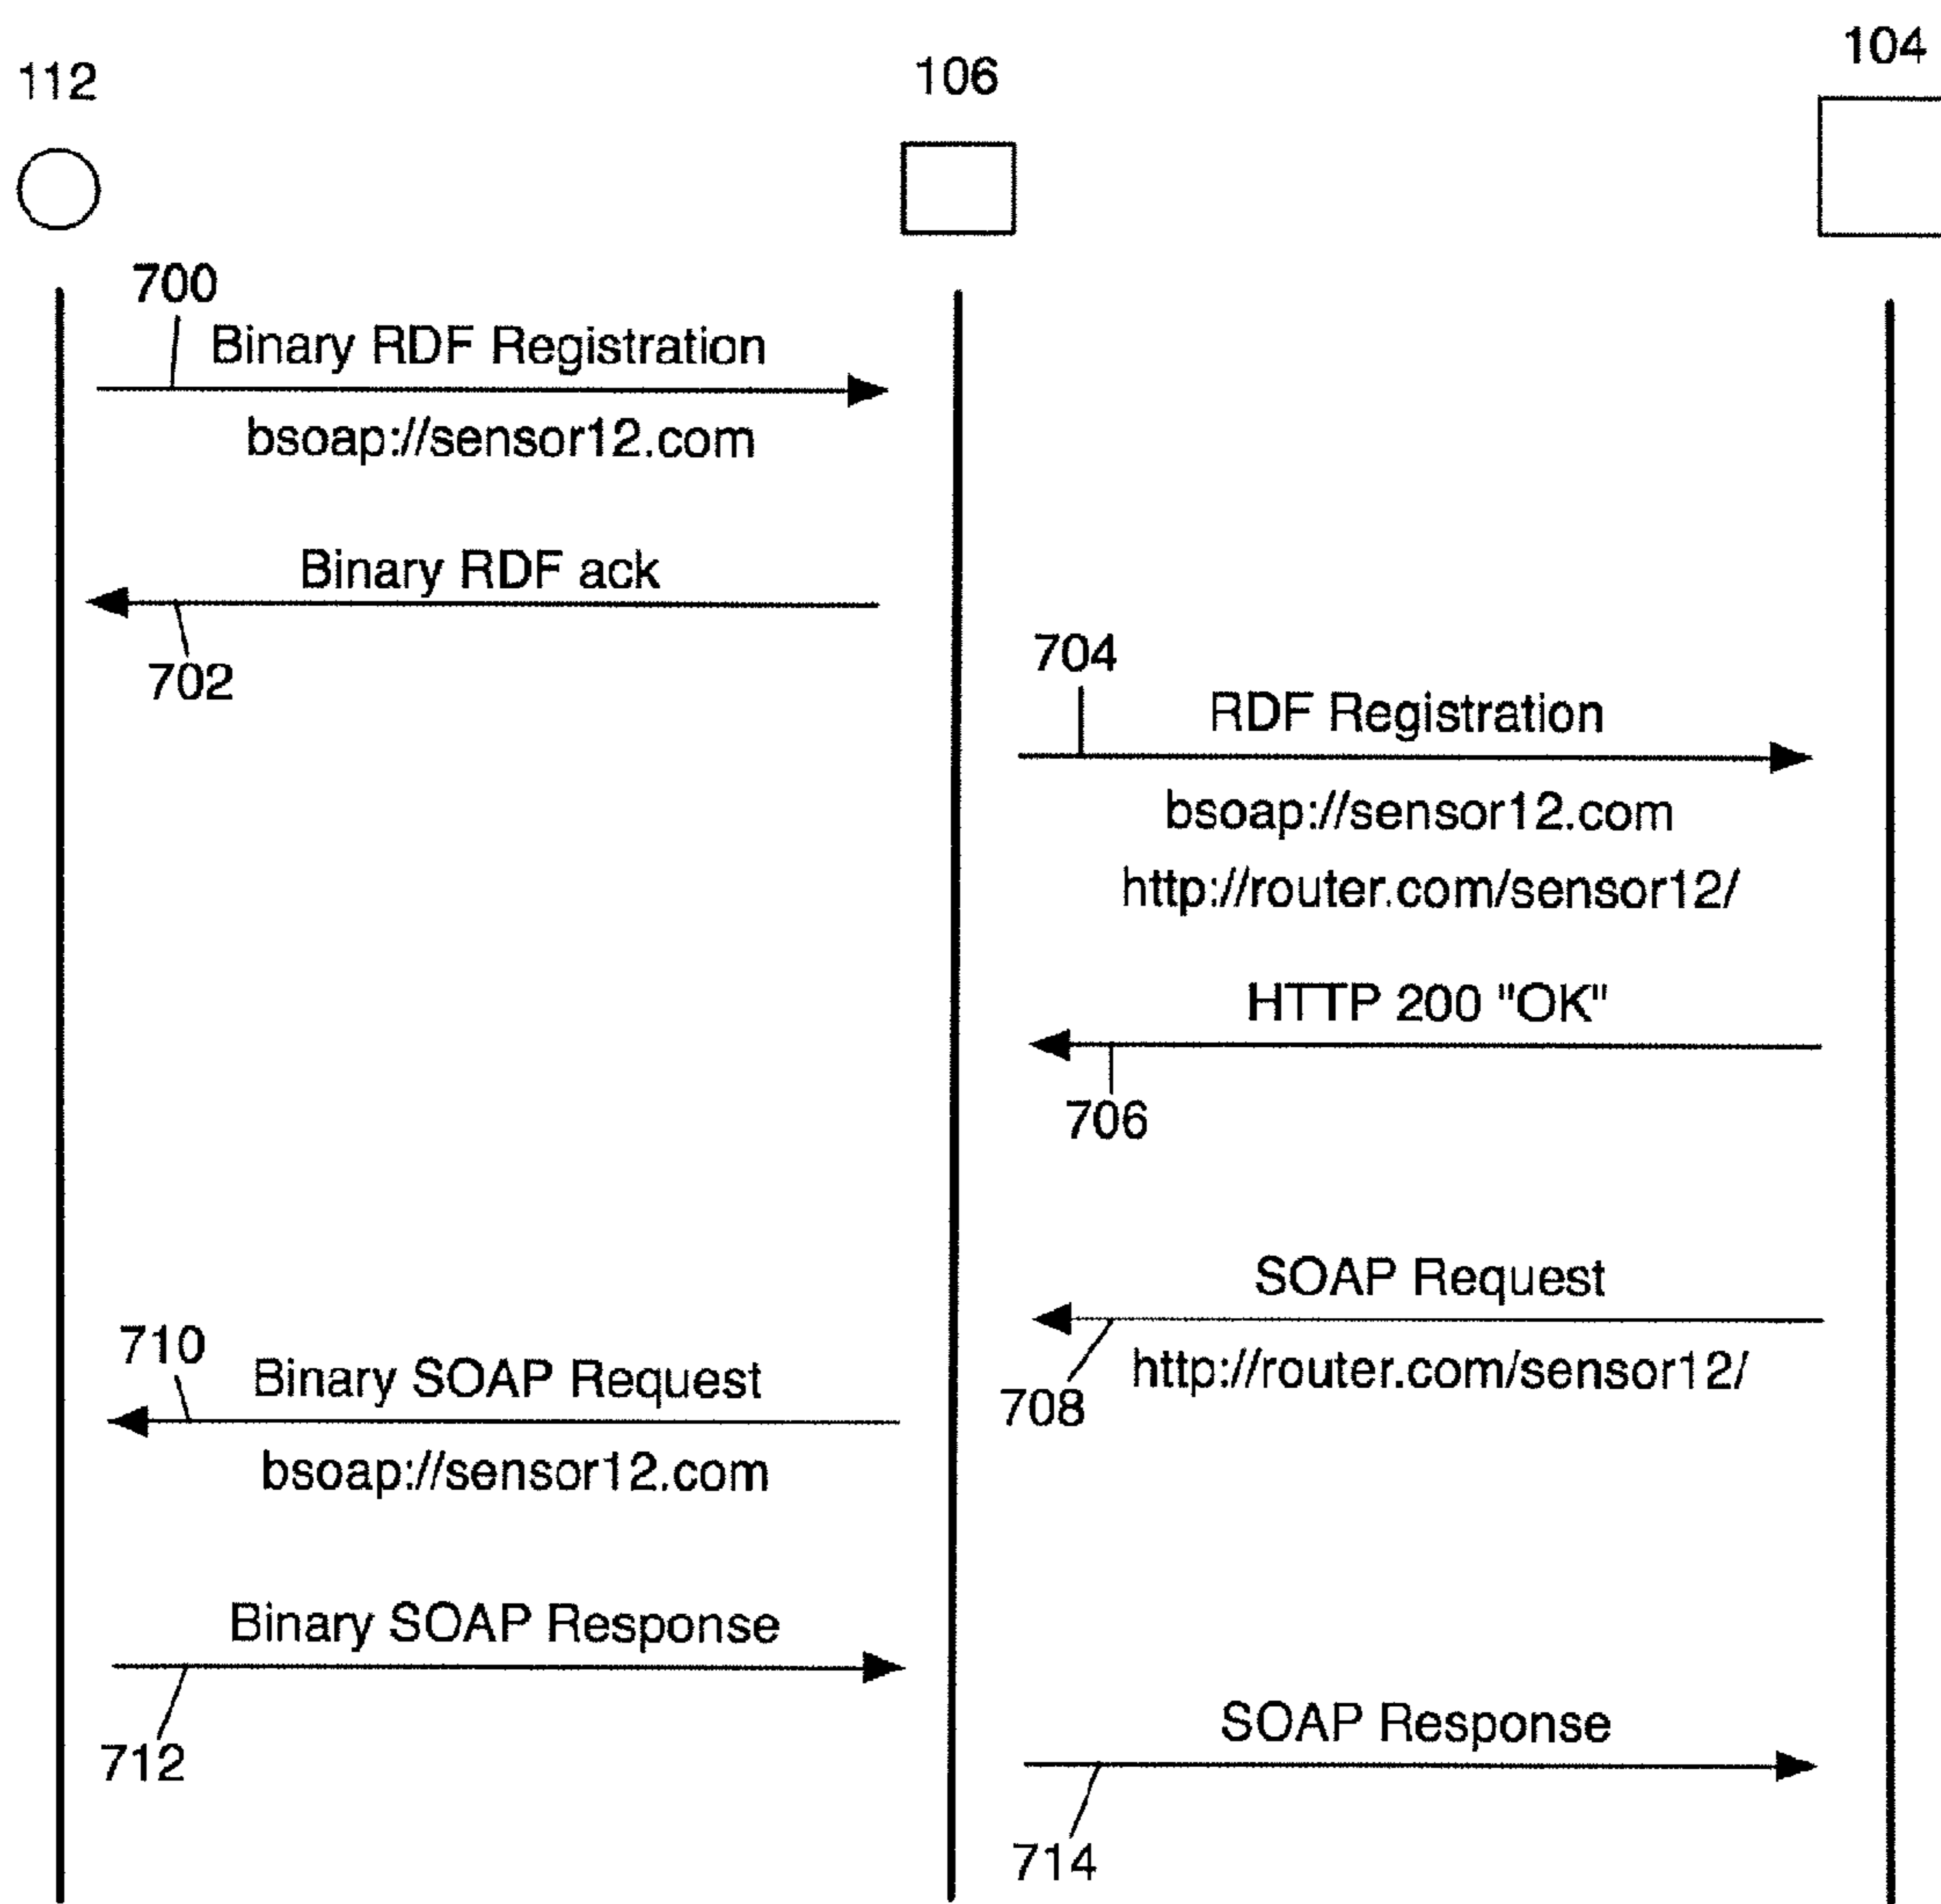 112
106
104
700
Binary RDF Registration
bsoap://sensor12.com
Binary RDF ack
702
704
RDF Registration
bsoap://sensor12.com
http://router.com/sensor12/
HTTP 200 "OK"
706
SOAP Request
708
http://router.com/sensor12/
710
Binary SOAP Request
bsoap://sensor12.com
Binary SOAP Response
712
SOAP Response
714